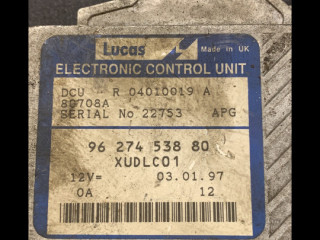 Lucas Made in UK
ELECTRONIC CONTROL UNIT
DCU R 04010019 A
80708A
SERIAL No 22753 APG
96 274 538 80
XUDLC01
12V= 03.01.97
0A 12